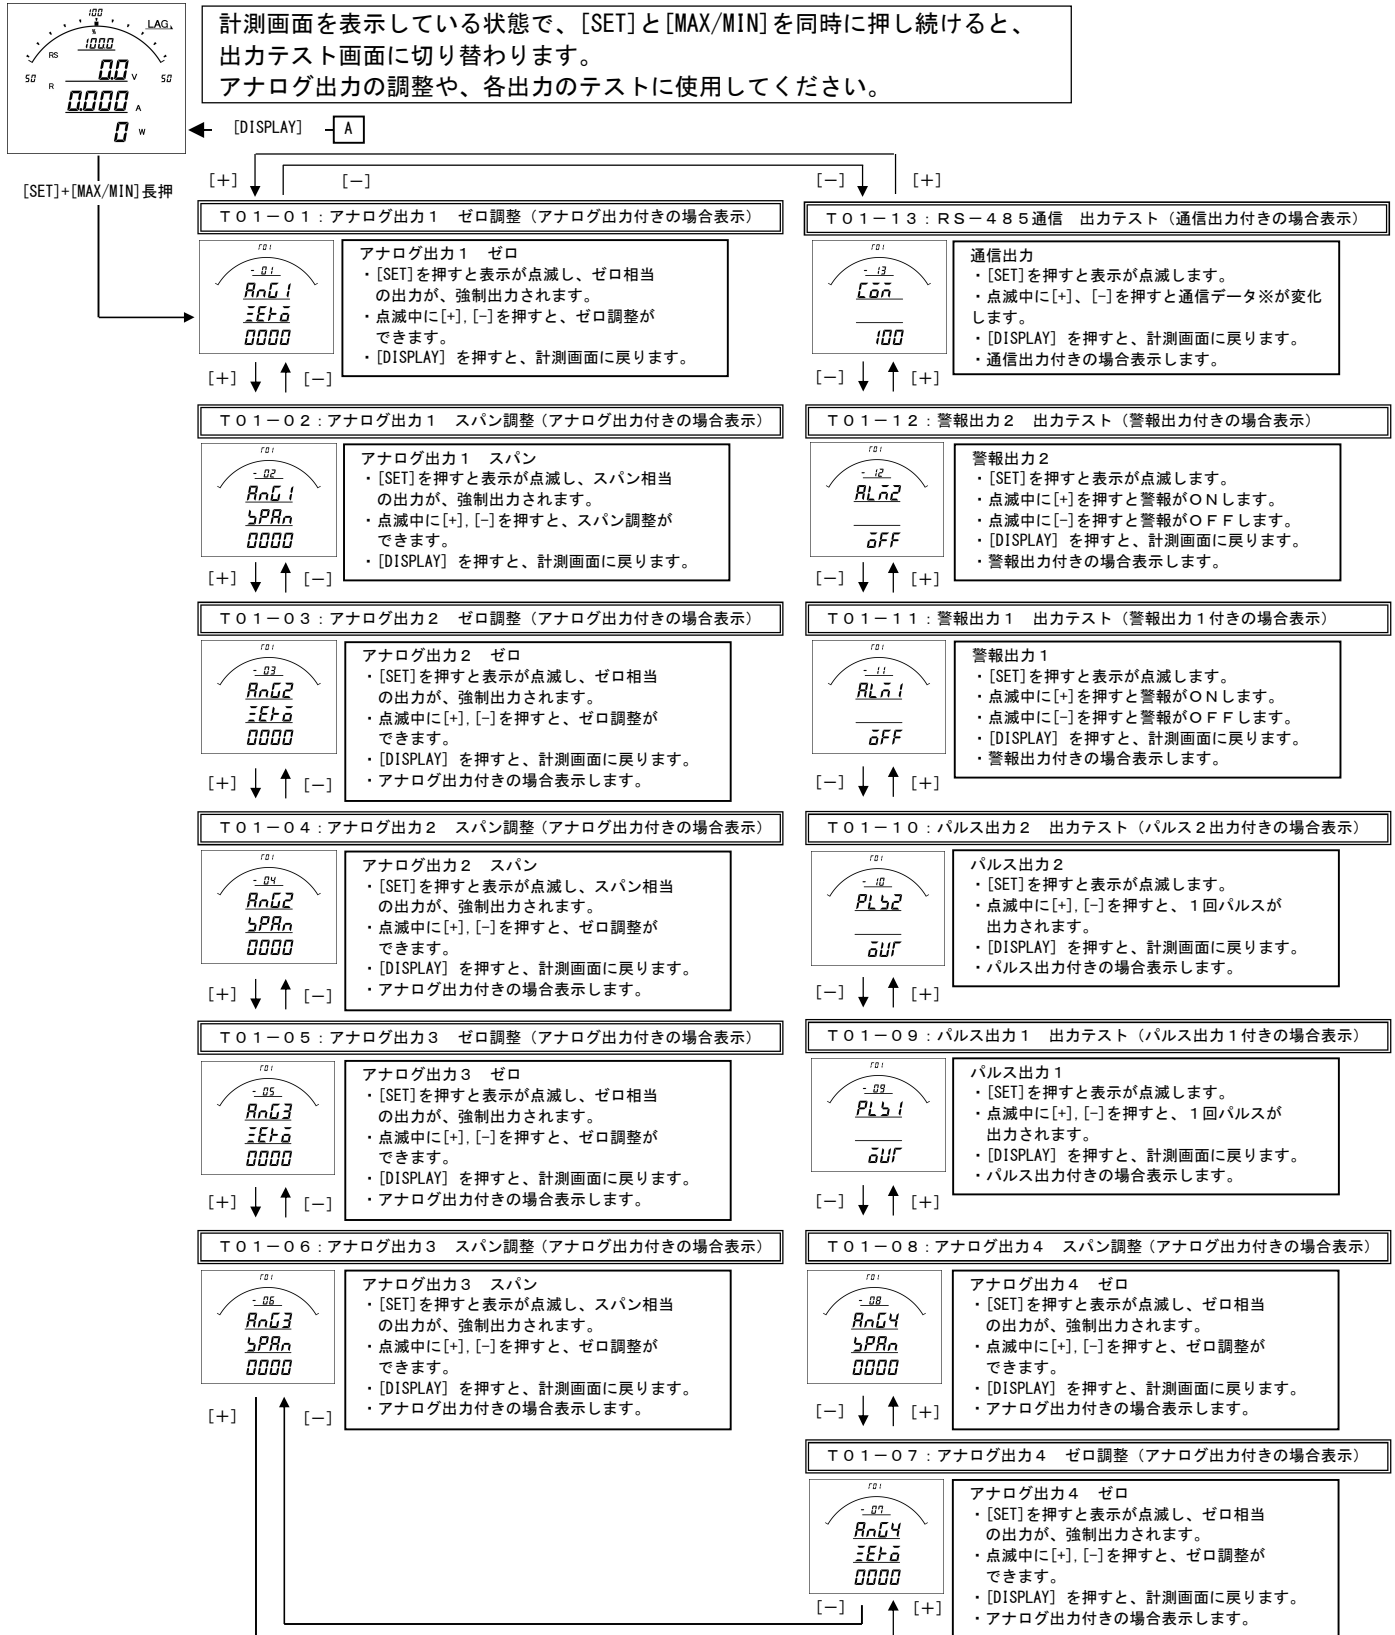 計測画面を表示している状態で、[SET]と[MAX/MIN]を同時に押し続けると、
出力テスト画面に切り替わります。
アナログ出力の調整や、各出力のテストに使用してください。
100
%
LAG
RS
100.0
50
0.0 V
50
R
0.000 A
0 W
[DISPLAY] A
[SET]+[MAX/MIN]長押
[+] [−]
T01−01:アナログ出力1 ゼロ調整(アナログ出力付きの場合表示)
T01
-01
AnG1
ZERO
0000
アナログ出力1 ゼロ
・[SET]を押すと表示が点滅し、ゼロ相当
の出力が、強制出力されます。
・点滅中に[+],[-]を押すと、ゼロ調整が
できます。
・[DISPLAY] を押すと、計測画面に戻ります。
[+] [−]
T01−02:アナログ出力1 スパン調整(アナログ出力付きの場合表示)
T01
-02
AnG1
SPAn
0000
アナログ出力1 スパン
・[SET]を押すと表示が点滅し、スパン相当
の出力が、強制出力されます。
・点滅中に[+],[-]を押すと、スパン調整が
できます。
・[DISPLAY] を押すと、計測画面に戻ります。
[+] [−]
T01−03:アナログ出力2 ゼロ調整(アナログ出力付きの場合表示)
T01
-03
AnG2
ZERO
0000
アナログ出力2 ゼロ
・[SET]を押すと表示が点滅し、ゼロ相当
の出力が、強制出力されます。
・点滅中に[+],[-]を押すと、ゼロ調整が
できます。
・[DISPLAY] を押すと、計測画面に戻ります。
・アナログ出力付きの場合表示します。
[+] [−]
T01−04:アナログ出力2 スパン調整(アナログ出力付きの場合表示)
T01
-04
AnG2
SPAn
0000
アナログ出力2 スパン
・[SET]を押すと表示が点滅し、スパン相当
の出力が、強制出力されます。
・点滅中に[+],[-]を押すと、ゼロ調整が
できます。
・[DISPLAY] を押すと、計測画面に戻ります。
・アナログ出力付きの場合表示します。
[+] [−]
T01−05:アナログ出力3 ゼロ調整(アナログ出力付きの場合表示)
T01
-05
AnG3
ZERO
0000
アナログ出力3 ゼロ
・[SET]を押すと表示が点滅し、ゼロ相当
の出力が、強制出力されます。
・点滅中に[+],[-]を押すと、ゼロ調整が
できます。
・[DISPLAY] を押すと、計測画面に戻ります。
・アナログ出力付きの場合表示します。
[+] [−]
T01−06:アナログ出力3 スパン調整(アナログ出力付きの場合表示)
T01
-06
AnG3
SPAn
0000
アナログ出力3 スパン
・[SET]を押すと表示が点滅し、スパン相当
の出力が、強制出力されます。
・点滅中に[+],[-]を押すと、ゼロ調整が
できます。
・[DISPLAY] を押すと、計測画面に戻ります。
・アナログ出力付きの場合表示します。
[+] [−]
[−] [+]
T01−13:RS−485通信 出力テスト(通信出力付きの場合表示)
T01
-13
COM
100
通信出力
・[SET]を押すと表示が点滅します。
・点滅中に[+]、[-]を押すと通信データ※が変化
します。
・[DISPLAY] を押すと、計測画面に戻ります。
・通信出力付きの場合表示します。
[−] [+]
T01−12:警報出力2 出力テスト(警報出力付きの場合表示)
T01
-12
ALM2
OFF
警報出力2
・[SET]を押すと表示が点滅します。
・点滅中に[+]を押すと警報がONします。
・点滅中に[-]を押すと警報がOFFします。
・[DISPLAY] を押すと、計測画面に戻ります。
・警報出力付きの場合表示します。
[−] [+]
T01−11:警報出力1 出力テスト(警報出力1付きの場合表示)
T01
-11
ALM1
OFF
警報出力1
・[SET]を押すと表示が点滅します。
・点滅中に[+]を押すと警報がONします。
・点滅中に[-]を押すと警報がOFFします。
・[DISPLAY] を押すと、計測画面に戻ります。
・警報出力付きの場合表示します。
[−] [+]
T01−10:パルス出力2 出力テスト(パルス2出力付きの場合表示)
T01
-10
PLS2
OUT
パルス出力2
・[SET]を押すと表示が点滅します。
・点滅中に[+],[-]を押すと、1回パルスが
出力されます。
・[DISPLAY] を押すと、計測画面に戻ります。
・パルス出力付きの場合表示します。
[−] [+]
T01−09:パルス出力1 出力テスト(パルス出力1付きの場合表示)
T01
-09
PLS1
OUT
パルス出力1
・[SET]を押すと表示が点滅します。
・点滅中に[+],[-]を押すと、1回パルスが
出力されます。
・[DISPLAY] を押すと、計測画面に戻ります。
・パルス出力付きの場合表示します。
[−] [+]
T01−08:アナログ出力4 スパン調整(アナログ出力付きの場合表示)
T01
-08
AnG4
SPAn
0000
アナログ出力4 ゼロ
・[SET]を押すと表示が点滅し、ゼロ相当
の出力が、強制出力されます。
・点滅中に[+],[-]を押すと、ゼロ調整が
できます。
・[DISPLAY] を押すと、計測画面に戻ります。
・アナログ出力付きの場合表示します。
[−] [+]
T01−07:アナログ出力4 ゼロ調整(アナログ出力付きの場合表示)
T01
-07
AnG4
ZERO
0000
アナログ出力4 ゼロ
・[SET]を押すと表示が点滅し、ゼロ相当
の出力が、強制出力されます。
・点滅中に[+],[-]を押すと、ゼロ調整が
できます。
・[DISPLAY] を押すと、計測画面に戻ります。
・アナログ出力付きの場合表示します。
[−] [+]